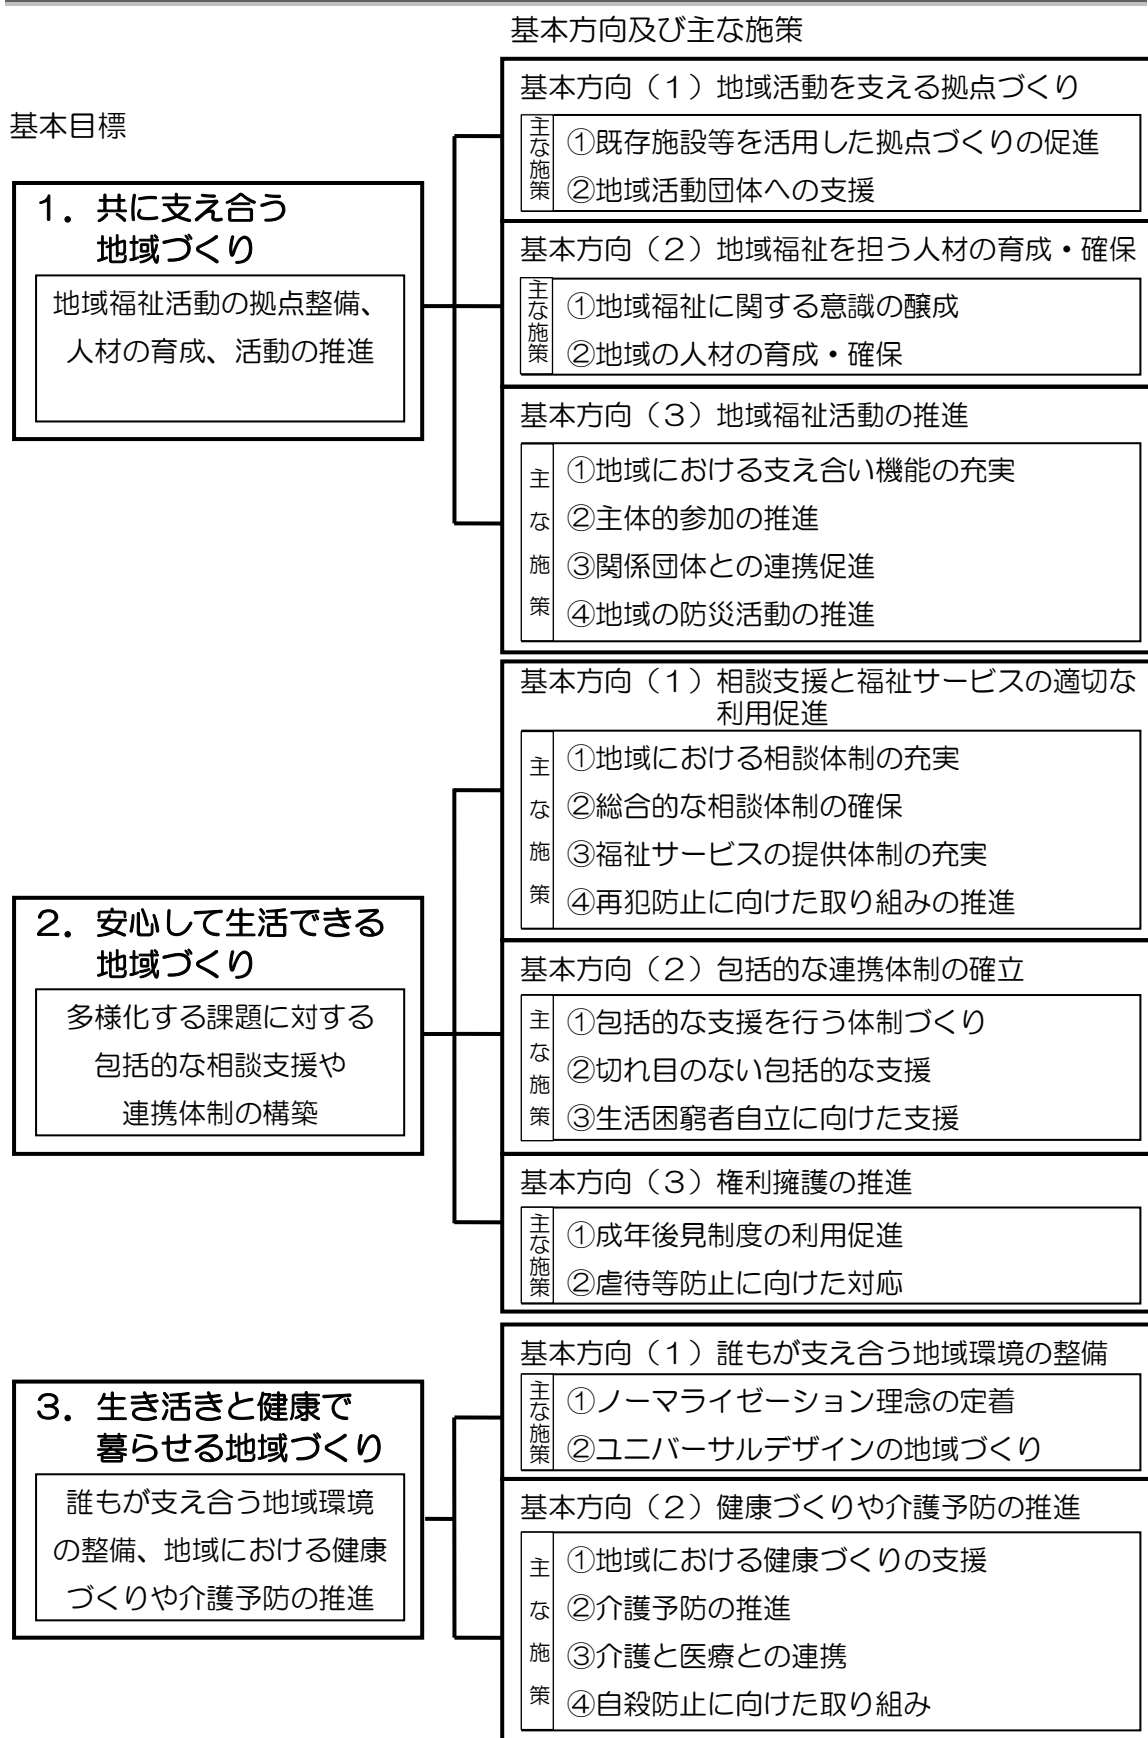 基本方向及び主な施策
基本目標
1．共に支え合う
地域づくり
地域福祉活動の拠点整備、
人材の育成、活動の推進
基本方向（1）地域活動を支える拠点づくり
主な施策
①既存施設等を活用した拠点づくりの促進
②地域活動団体への支援
基本方向（2）地域福祉を担う人材の育成・確保
主な施策
①地域福祉に関する意識の醸成
②地域の人材の育成・確保
基本方向（3）地域福祉活動の推進
主な施策
①地域における支え合い機能の充実
②主体的参加の推進
③関係団体との連携促進
④地域の防災活動の推進
2．安心して生活できる
地域づくり
多様化する課題に対する
包括的な相談支援や
連携体制の構築
基本方向（1）相談支援と福祉サービスの適切な
利用促進
主な施策
①地域における相談体制の充実
②総合的な相談体制の確保
③福祉サービスの提供体制の充実
④再犯防止に向けた取り組みの推進
基本方向（2）包括的な連携体制の確立
主な施策
①包括的な支援を行う体制づくり
②切れ目のない包括的な支援
③生活困窮者自立に向けた支援
基本方向（3）権利擁護の推進
主な施策
①成年後見制度の利用促進
②虐待等防止に向けた対応
3．生き活きと健康で
暮らせる地域づくり
誰もが支え合う地域環境
の整備、地域における健康
づくりや介護予防の推進
基本方向（1）誰もが支え合う地域環境の整備
主な施策
①ノーマライゼーション理念の定着
②ユニバーサルデザインの地域づくり
基本方向（2）健康づくりや介護予防の推進
主な施策
①地域における健康づくりの支援
②介護予防の推進
③介護と医療との連携
④自殺防止に向けた取り組み